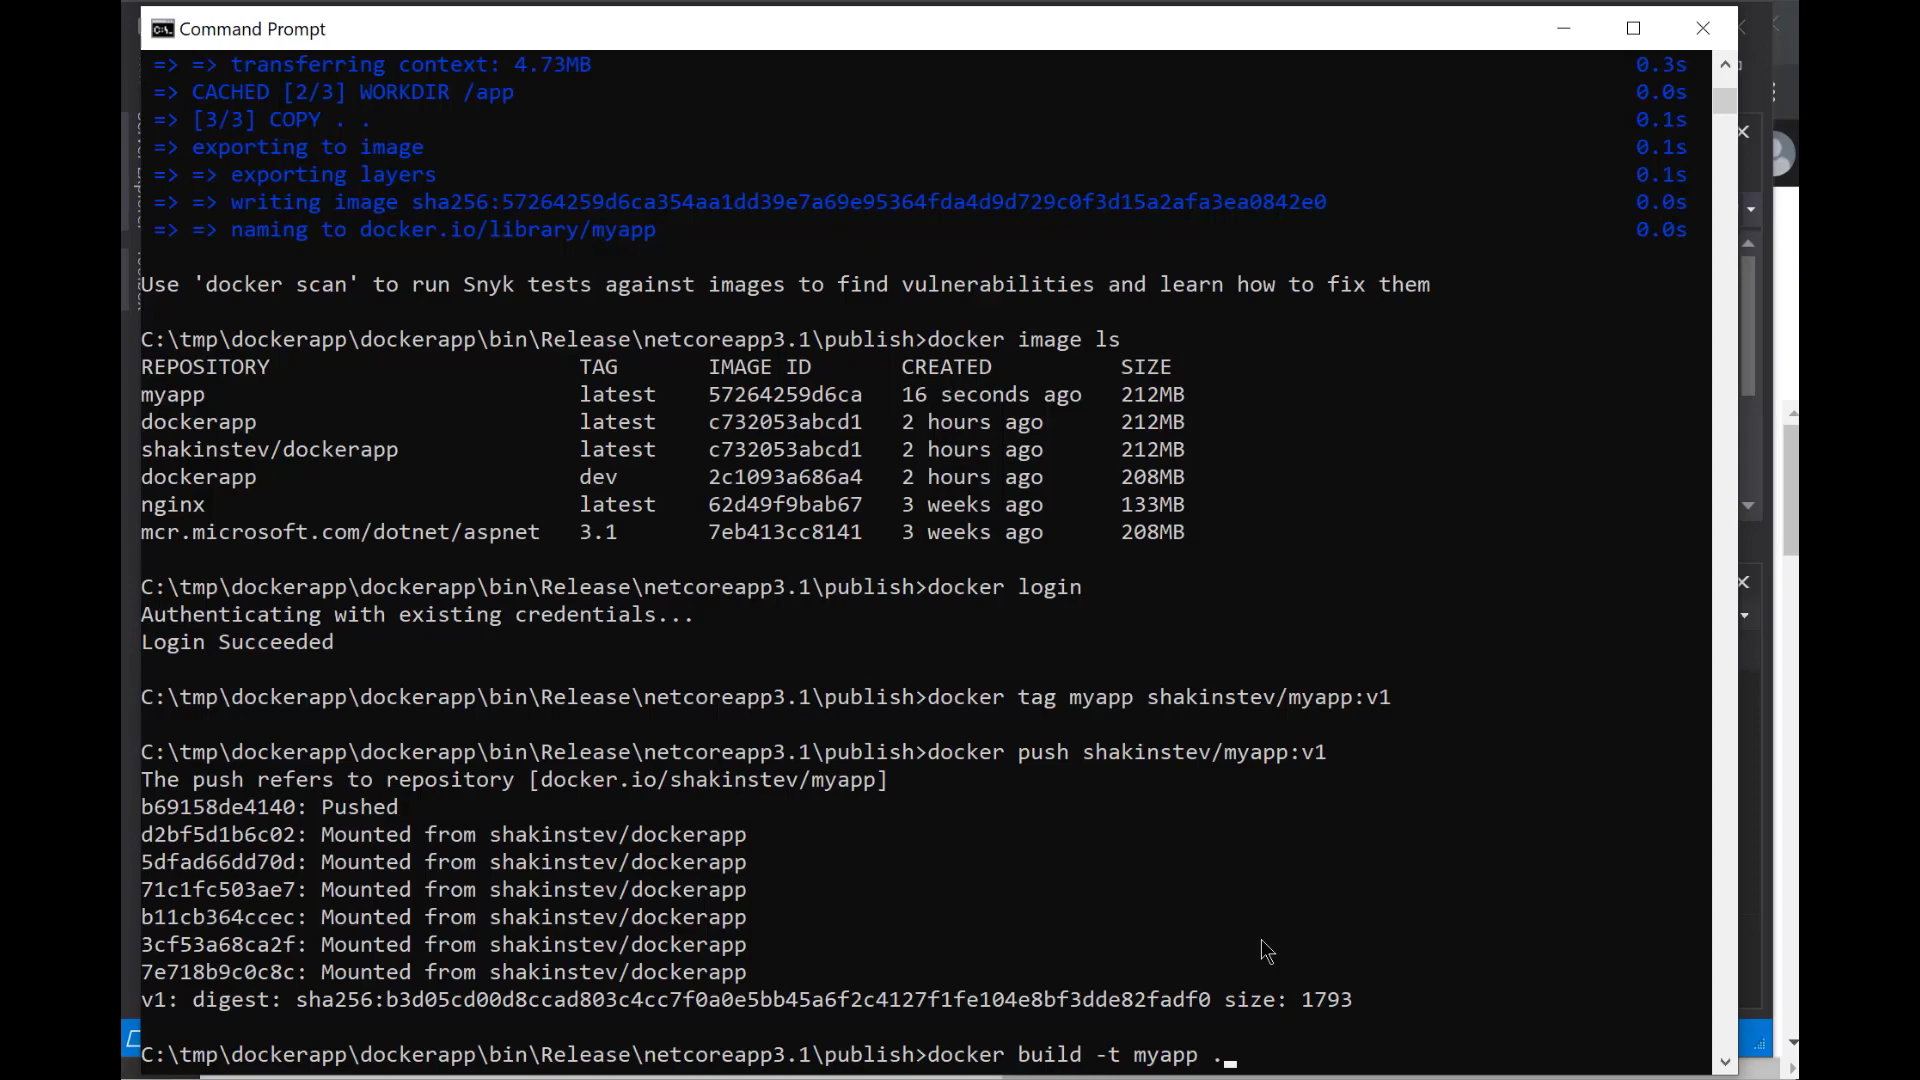 Command Prompt
=> => transferring context: 4.73MB 0.3s
=> CACHED [2/3] WORKDIR /app 0.0s
=> [3/3] COPY . . 0.1s
=> exporting to image 0.1s
=> => exporting layers 0.1s
=> => writing image sha256:57264259d6ca354aa1dd39e7a69e95364fda4d9d729c0f3d15a2afa3ea0842e0 0.0s
=> => naming to docker.io/library/myapp 0.0s
Use 'docker scan' to run Snyk tests against images to find vulnerabilities and learn how to fix them
C:\tmp\dockerapp\dockerapp\bin\Release\netcoreapp3.1\publish>docker image ls
REPOSITORY TAG IMAGE ID CREATED SIZE
myapp latest 57264259d6ca 16 seconds ago 212MB
dockerapp latest c732053abcd1 2 hours ago 212MB
shakinstev/dockerapp latest c732053abcd1 2 hours ago 212MB
dockerapp dev 2c1093a686a4 2 hours ago 208MB
nginx latest 62d49f9bab67 3 weeks ago 133MB
mcr.microsoft.com/dotnet/aspnet 3.1 7eb413cc8141 3 weeks ago 208MB
C:\tmp\dockerapp\dockerapp\bin\Release\netcoreapp3.1\publish>docker login
Authenticating with existing credentials...
Login Succeeded
C:\tmp\dockerapp\dockerapp\bin\Release\netcoreapp3.1\publish>docker tag myapp shakinstev/myapp:v1
C:\tmp\dockerapp\dockerapp\bin\Release\netcoreapp3.1\publish>docker push shakinstev/myapp:v1
The push refers to repository [docker.io/shakinstev/myapp]
b69158de4140: Pushed
d2bf5d1b6c02: Mounted from shakinstev/dockerapp
5dfad66dd70d: Mounted from shakinstev/dockerapp
71c1fc503ae7: Mounted from shakinstev/dockerapp
b11cb364ccec: Mounted from shakinstev/dockerapp
3cf53a68ca2f: Mounted from shakinstev/dockerapp
7e718b9c0c8c: Mounted from shakinstev/dockerapp
v1: digest: sha256:b3d05cd00d8ccad803c4cc7f0a0e5bb45a6f2c4127f1fe104e8bf3dde82fadf0 size: 1793
C:\tmp\dockerapp\dockerapp\bin\Release\netcoreapp3.1\publish>docker build -t myapp ._